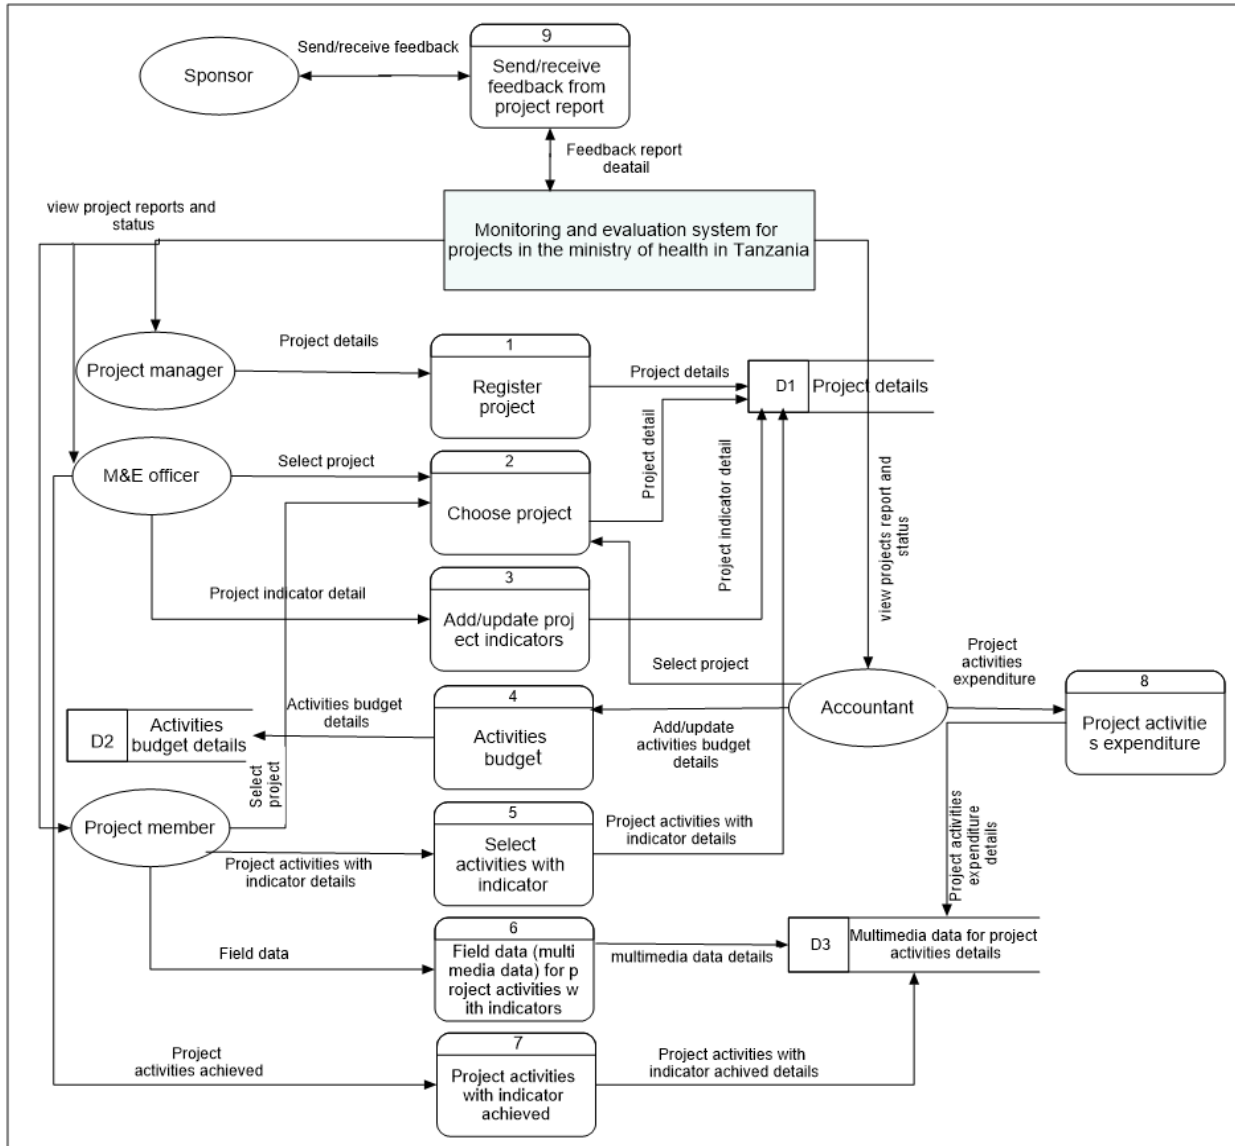 9
Send/receive feedback
Sponsor
Send/receive
feedback from
project report
Feedback report
deatail
view project reports and
status
Monitoring and evaluation system for
projects in the ministry of health in Tanzania
Project details
1
Project manager
Register
project
Project details
D1
Project details
Project detail
Project indicator detail
view projects report and
status
M&E officer
Select project
2
Choose project
Project indicator detail
3
Add/update proj
ect indicators
Select project
Accountant
Project
activities
expenditure
8
Project activitie
s expenditure
D2
Activities
budget details
Activities budget
details
4
Activities
budget
Add/update
activities budget
details
Select
project
Project member
5
Select
activities with
indicator
Project activities with
indicator details
Project activities with
indicator details
Project activities
expenditure
details
Field data
6
Field data (multi
media data) for p
roject activities w
ith indicators
multimedia data details
D3
Multimedia data for project
activities details
Project
activities achieved
7
Project activities
with indicator
achieved
Project activities with
indicator achived details